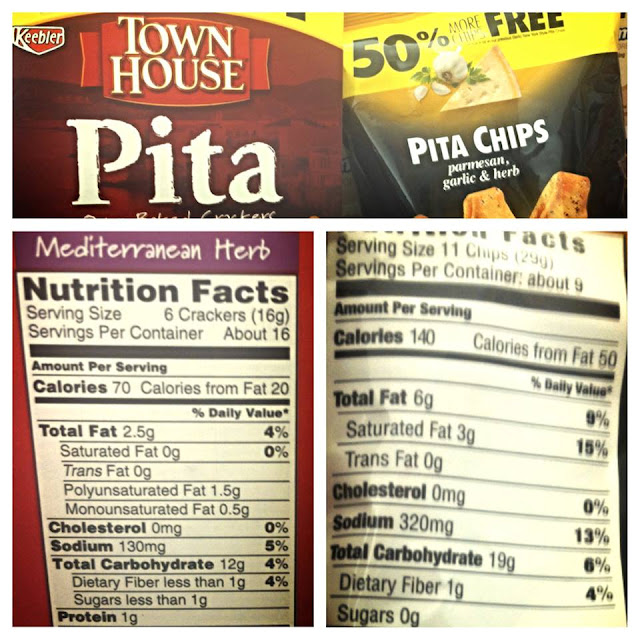 Keebler
TOWN
HOUSE
Pita
Oven Baked Crackers
50% MORE
FREE
PITA CHIPS
parmesan,
garlic & herb
Mediterranean Herb
Nutrition Facts
Serving Size 6 Crackers (16g)
Servings Per Container About 16
Amount Per Serving
Calories 70 Calories from Fat 20
% Daily Value*
Total Fat 2.5g 4%
Saturated Fat 0g 0%
Trans Fat 0g
Polyunsaturated Fat 1.5g
Monounsaturated Fat 0.5g
Cholesterol 0mg 0%
Sodium 130mg 5%
Total Carbohydrate 12g 4%
Dietary Fiber less than 1g 4%
Sugars less than 1g
Protein 1g
Nutrition Facts
Serving Size 11 Chips (29g)
Servings Per Container: about 9
Amount Per Serving
Calories 140 Calories from Fat 50
% Daily Value*
Total Fat 6g 9%
Saturated Fat 3g 15%
Trans Fat 0g
Cholesterol 0mg 0%
Sodium 320mg 13%
Total Carbohydrate 19g 6%
Dietary Fiber 1g 4%
Sugars 0g